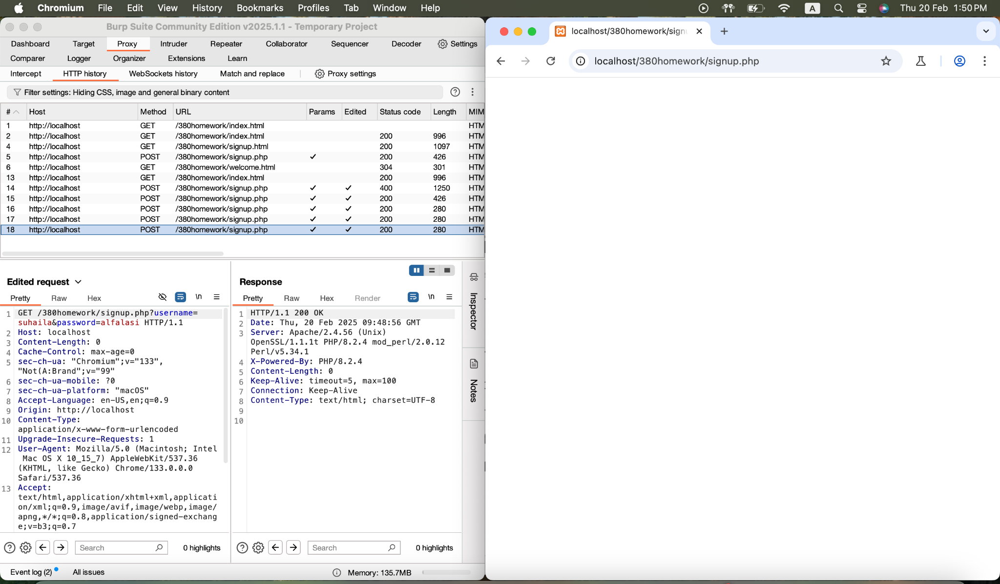 Chromium File Edit View History Bookmarks Profiles Tab Window Help A Thu 20 Feb 1:50 PM
Burp Suite Community Edition v2025.1.1 - Temporary Project
Dashboard Target Proxy Intruder Repeater Collaborator Sequencer Decoder Settings
Comparer Logger Organizer Extensions Learn
Intercept HTTP history WebSockets history Match and replace Proxy settings
Filter settings: Hiding CSS, image and general binary content
# Host Method URL Params Edited Status code Length MIM
1 http://localhost GET /380homework/index.html HTM
2 http://localhost GET /380homework/index.html 200 996 HTM
4 http://localhost GET /380homework/signup.html 200 1097 HTM
5 http://localhost POST /380homework/signup.php ✓ 200 426 HTM
6 http://localhost GET /380homework/welcome.html 304 301 HTM
13 http://localhost GET /380homework/index.html 200 996 HTM
14 http://localhost POST /380homework/signup.php ✓ ✓ 400 1250 HTM
15 http://localhost POST /380homework/signup.php ✓ ✓ 200 426 HTM
16 http://localhost POST /380homework/signup.php ✓ ✓ 200 280 HTM
17 http://localhost POST /380homework/signup.php ✓ ✓ 200 280 HTM
18 http://localhost POST /380homework/signup.php ✓ ✓ 200 280 HTM
Edited request
Pretty Raw Hex \n
1 GET /380homework/signup.php?username=
suhaila&password=alfalasi HTTP/1.1
2 Host: localhost
3 Content-Length: 0
4 Cache-Control: max-age=0
5 sec-ch-ua: "Chromium";v="133",
"Not(A:Brand";v="99"
6 sec-ch-ua-mobile: ?0
7 sec-ch-ua-platform: "macOS"
8 Accept-Language: en-US,en;q=0.9
9 Origin: http://localhost
10 Content-Type:
application/x-www-form-urlencoded
11 Upgrade-Insecure-Requests: 1
12 User-Agent: Mozilla/5.0 (Macintosh; Intel
Mac OS X 10_15_7) AppleWebKit/537.36
(KHTML, like Gecko) Chrome/133.0.0.0
Safari/537.36
13 Accept:
text/html,application/xhtml+xml,applicati
on/xml;q=0.9,image/avif,image/webp,image/
apng,*/*;q=0.8,application/signed-exchang
e;v=b3;q=0.7
Search 0 highlights
Response
Pretty Raw Hex Render \n
1 HTTP/1.1 200 OK
2 Date: Thu, 20 Feb 2025 09:48:56 GMT
3 Server: Apache/2.4.56 (Unix)
OpenSSL/1.1.1t PHP/8.2.4 mod_perl/2.0.12
Perl/v5.34.1
4 X-Powered-By: PHP/8.2.4
5 Content-Length: 0
6 Keep-Alive: timeout=5, max=100
7 Connection: Keep-Alive
8 Content-Type: text/html; charset=UTF-8
9
10
Search 0 highlights
Inspector
Notes
Event log (2) All issues Memory: 135.7MB
localhost/380homework/sign
localhost/380homework/signup.php